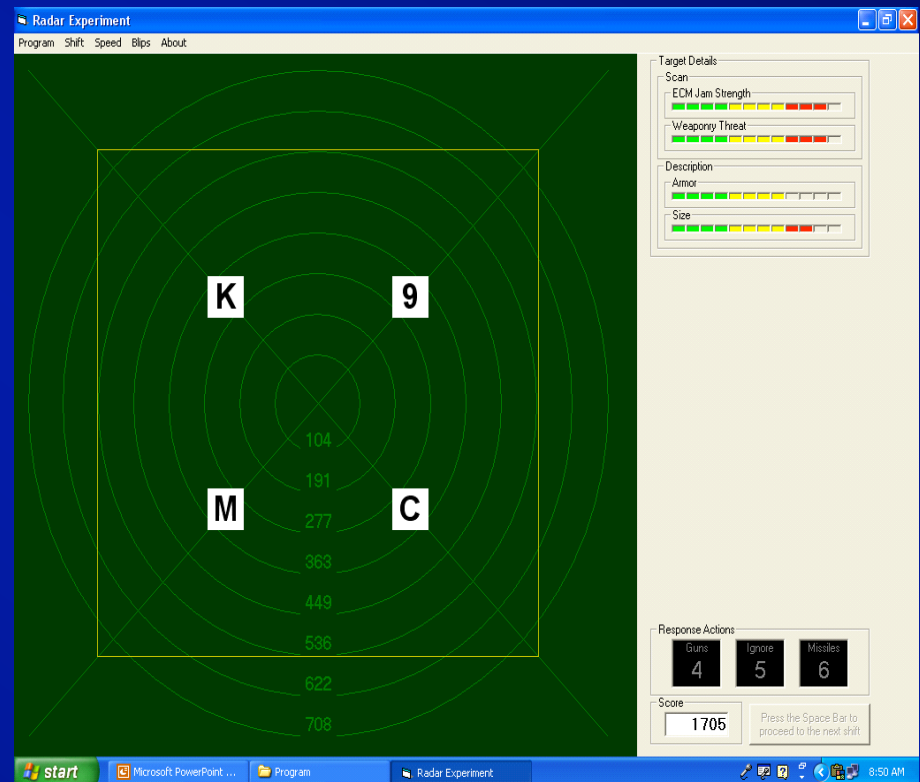 Radar Experiment
Program Shift Speed Blips About
Target Details
Scan
ECM Jam Strength
Weaponry Threat
Description
Armor
Size
K 9
M C
104
191
277
363
449
536
622
708
Response Actions
Guns Ignore Missiles
4 5 6
Score
1705
Press the Space Bar to
proceed to the next shift
start Microsoft PowerPoint ... Program Radar Experiment 8:50 AM